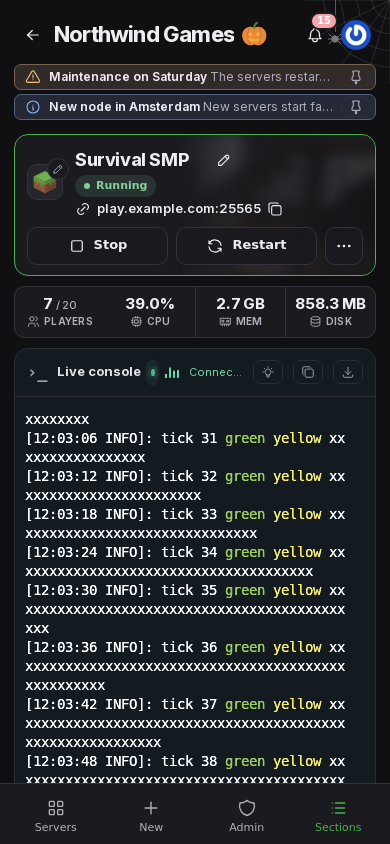 Northwind Games 🎃
15
Maintenance on Saturday The servers restar...
New node in Amsterdam New servers start fa...
Survival SMP
Running
play.example.com:25565
Stop
Restart
7 / 20
PLAYERS
39.0%
CPU
2.7 GB
MEM
858.3 MB
DISK
Live console
Connec...
xxxxxxxx
[12:03:06 INFO]: tick 31 green yellow xx
xxxxxxxxxxxxxxx
[12:03:12 INFO]: tick 32 green yellow xx
xxxxxxxxxxxxxxxxxxxxxx
[12:03:18 INFO]: tick 33 green yellow xx
xxxxxxxxxxxxxxxxxxxxxxxxxxxxx
[12:03:24 INFO]: tick 34 green yellow xx
xxxxxxxxxxxxxxxxxxxxxxxxxxxxxxxxxxxx
[12:03:30 INFO]: tick 35 green yellow xx
xxxxxxxxxxxxxxxxxxxxxxxxxxxxxxxxxxxxxxxx
xxx
[12:03:36 INFO]: tick 36 green yellow xx
xxxxxxxxxxxxxxxxxxxxxxxxxxxxxxxxxxxxxxxx
xxxxxxxxxx
[12:03:42 INFO]: tick 37 green yellow xx
xxxxxxxxxxxxxxxxxxxxxxxxxxxxxxxxxxxxxxxx
xxxxxxxxxxxxxxxxx
[12:03:48 INFO]: tick 38 green yellow xx
xxxxxxxxxxxxxxxxxxxxxxxxxxxxxxxxxxxxxxxx
Servers
New
Admin
Sections